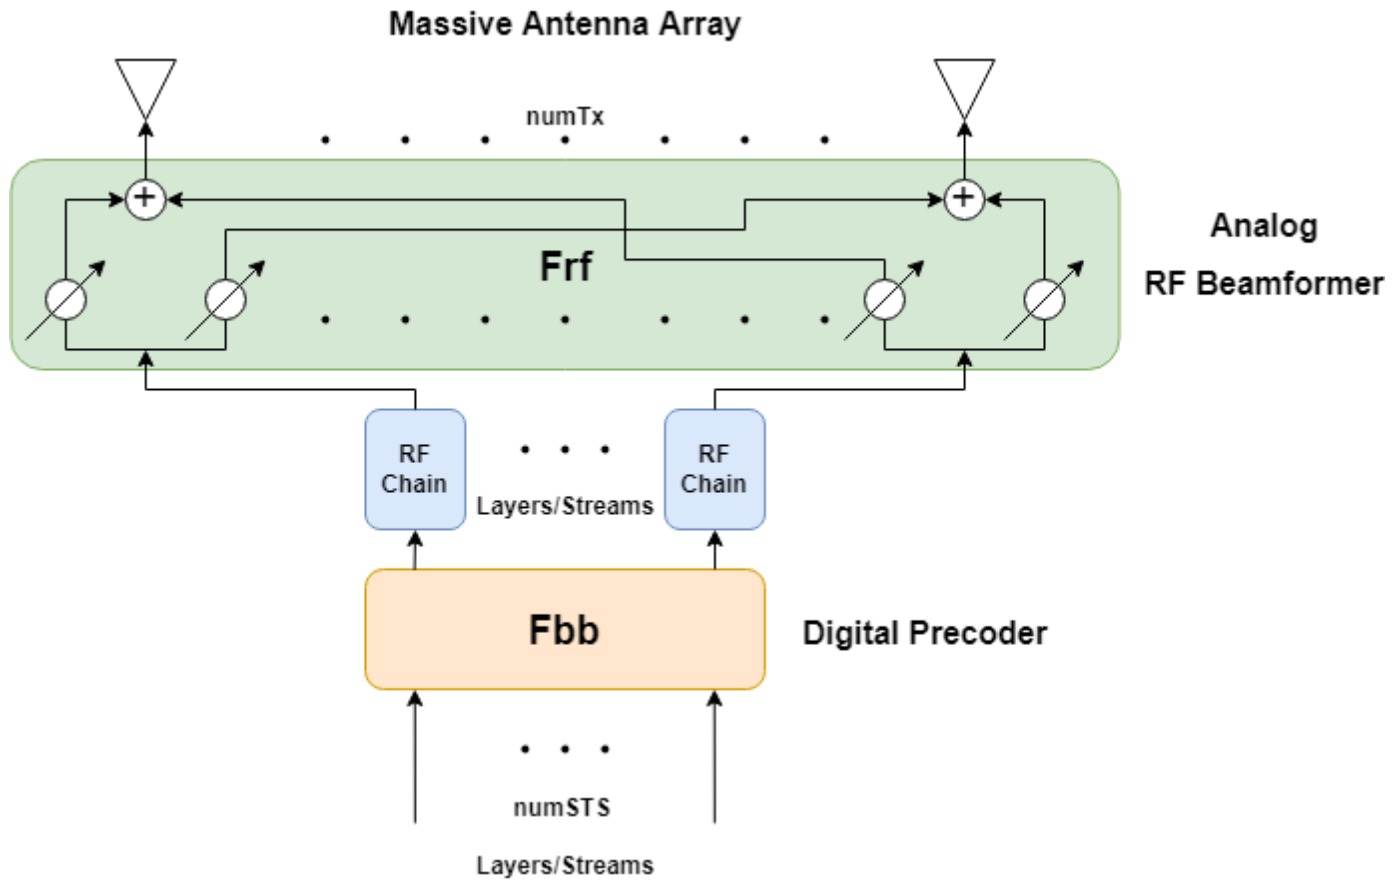 Massive Antenna Array
numTx
+
+
Frf
Analog
RF Beamformer
RF
Chain
RF
Chain
Layers/Streams
Fbb
Digital Precoder
numSTS
Layers/Streams